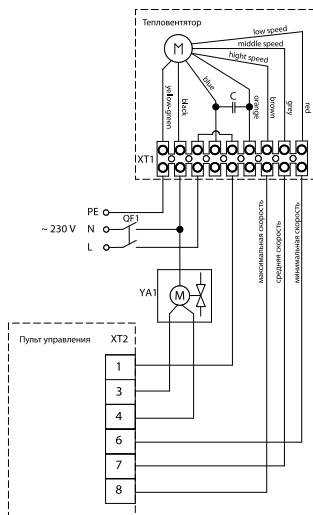 Тепловентятор
low speed
middle speed
hight speed
M
blue
C
yellow-green
black
orange
brown
grey
red
XT1
PE
QF1
~ 230 V
N
L
максимальная скорость
средняя скорость
минимальная скорость
YA1
M
Пульт управления
XT2
1
3
4
6
7
8